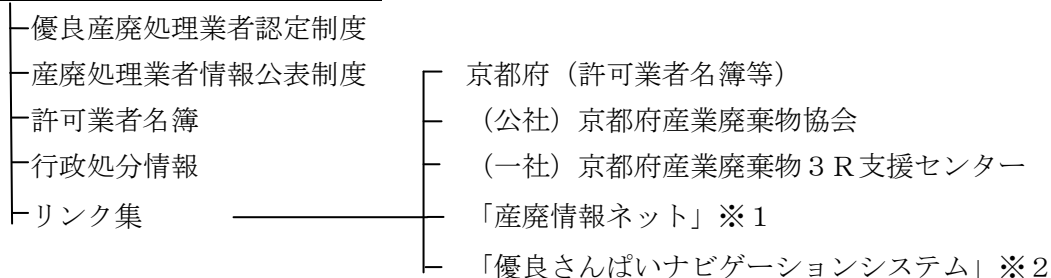 優良産廃処理業者認定制度
産廃処理業者情報公表制度
許可業者名簿
行政処分情報
リンク集
京都府（許可業者名簿等）
（公社）京都府産業廃棄物協会
（一社）京都府産業廃棄物３Ｒ支援センター
「産廃情報ネット」※１
「優良さんぱいナビゲーションシステム」※２